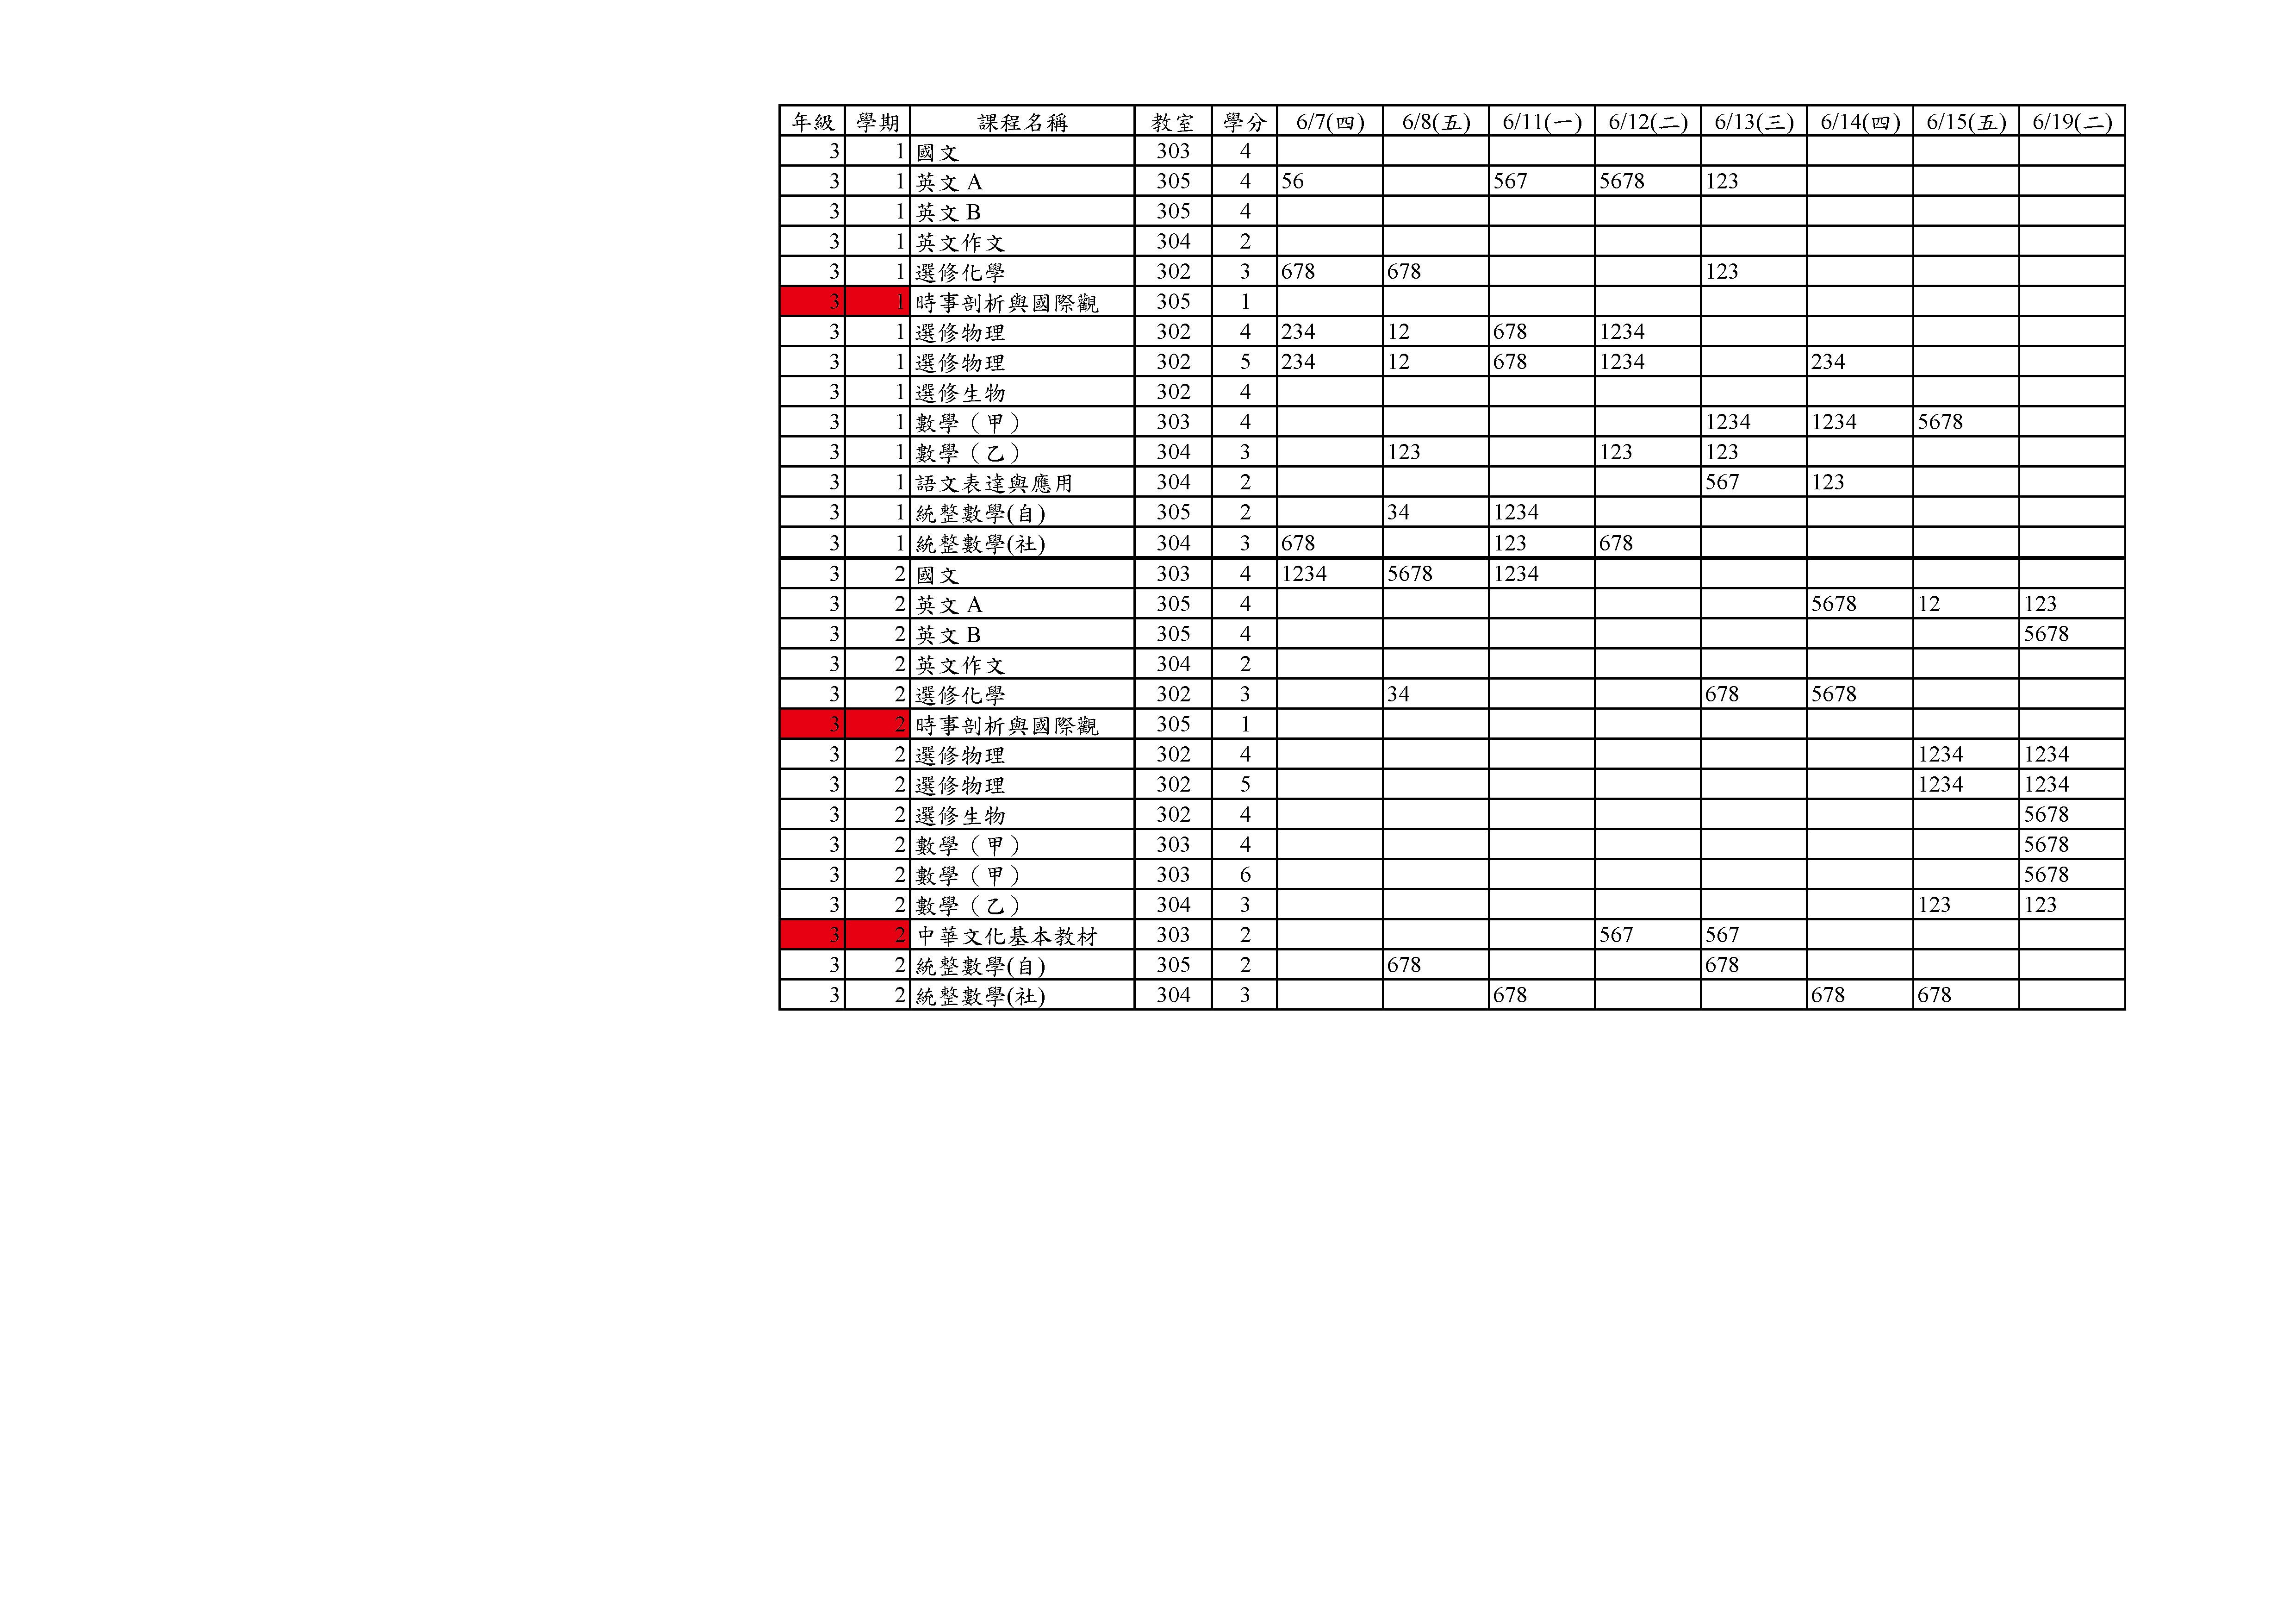 年級 學期 課程名稱 教室 學分 6/7(四) 6/8(五) 6/11(一) 6/12(二) 6/13(三) 6/14(四) 6/15(五) 6/19(二)
3 1 國文 303 4
3 1 英文 A 305 4 56 567 5678 123
3 1 英文 B 305 4
3 1 英文作文 304 2
3 1 選修化學 302 3 678 678 123
3 1 時事剖析與國際觀 305 1
3 1 選修物理 302 4 234 12 678 1234
3 1 選修物理 302 5 234 12 678 1234 234
3 1 選修生物 302 4
3 1 數學（甲） 303 4 1234 1234 5678
3 1 數學（乙） 304 3 123 123 123
3 1 語文表達與應用 304 2 567 123
3 1 統整數學(自) 305 2 34 1234
3 1 統整數學(社) 304 3 678 123 678
3 2 國文 303 4 1234 5678 1234
3 2 英文 A 305 4 5678 12 123
3 2 英文 B 305 4 5678
3 2 英文作文 304 2
3 2 選修化學 302 3 34 678 5678
3 2 時事剖析與國際觀 305 1
3 2 選修物理 302 4 1234 1234
3 2 選修物理 302 5 1234 1234
3 2 選修生物 302 4 5678
3 2 數學（甲） 303 4 5678
3 2 數學（甲） 303 6 5678
3 2 數學（乙） 304 3 123 123
3 2 中華文化基本教材 303 2 567 567
3 2 統整數學(自) 305 2 678 678
3 2 統整數學(社) 304 3 678 678 678